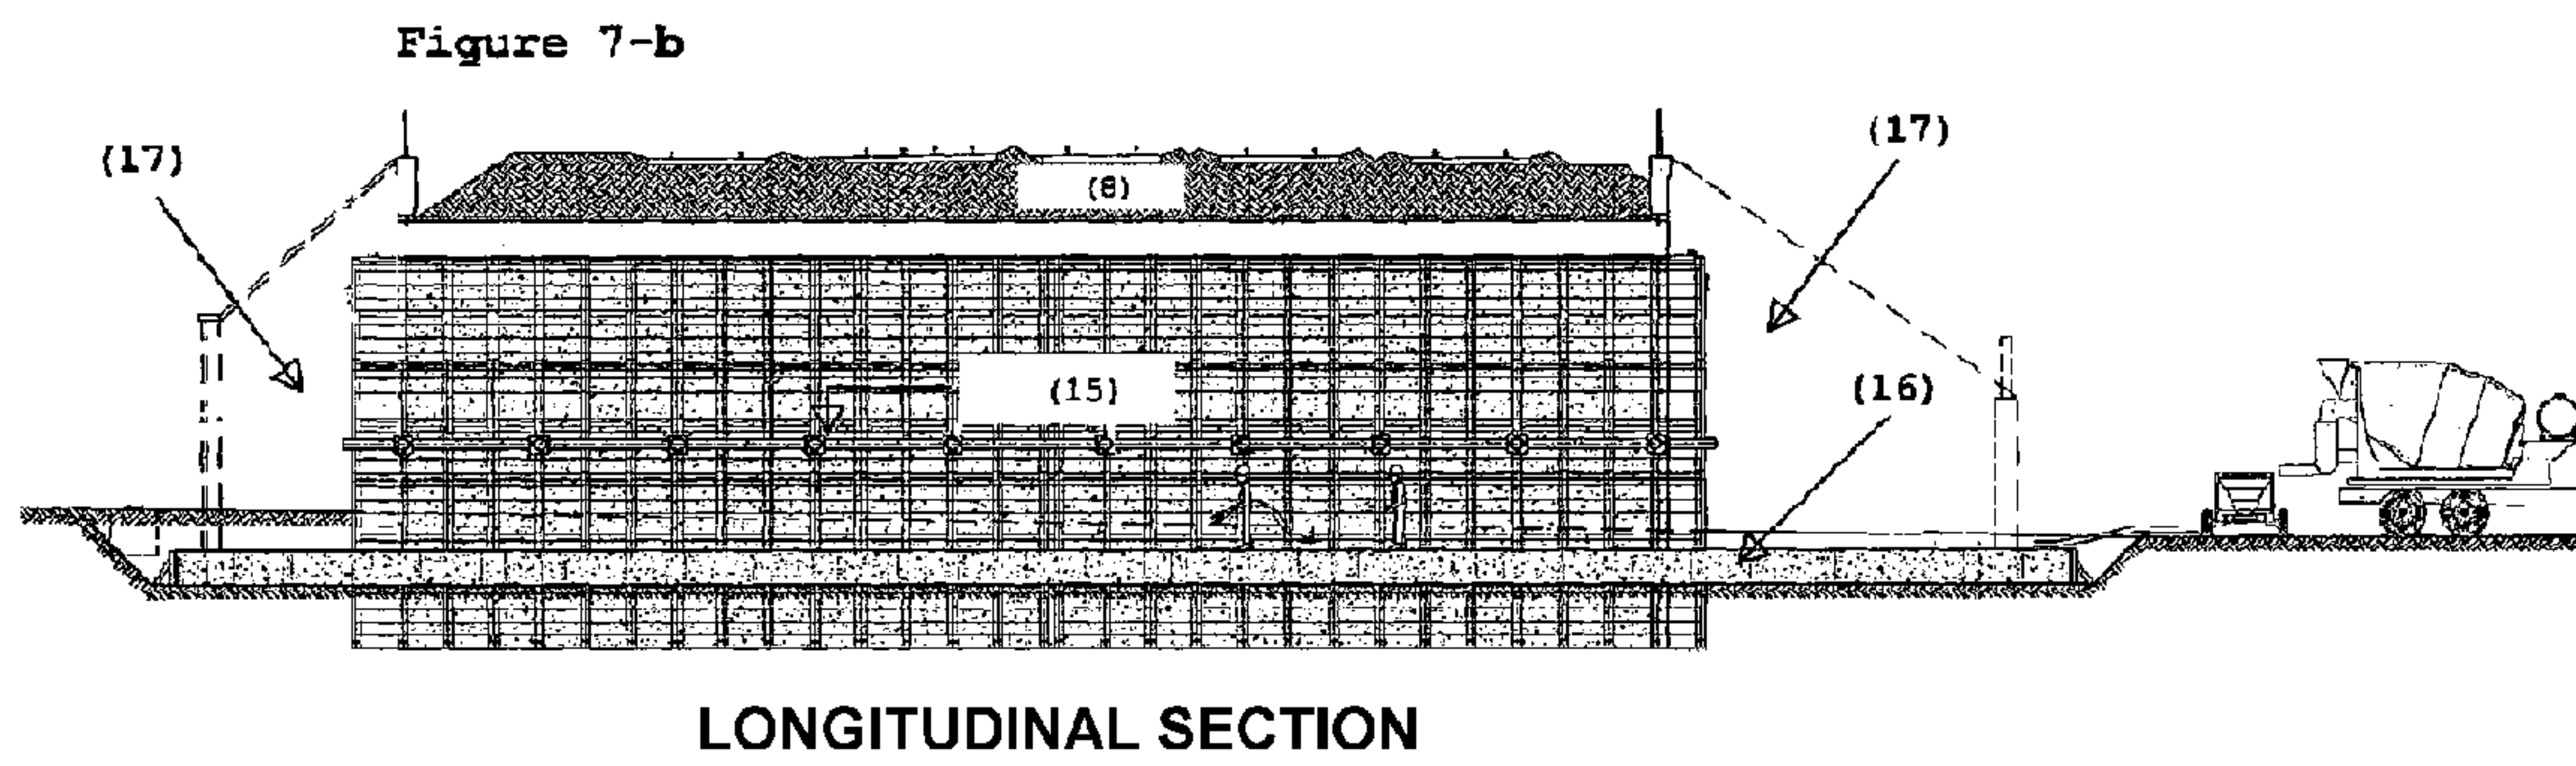 Figure 7-b
(17)
(17)
(8)
(15)
(16)
LONGITUDINAL SECTION